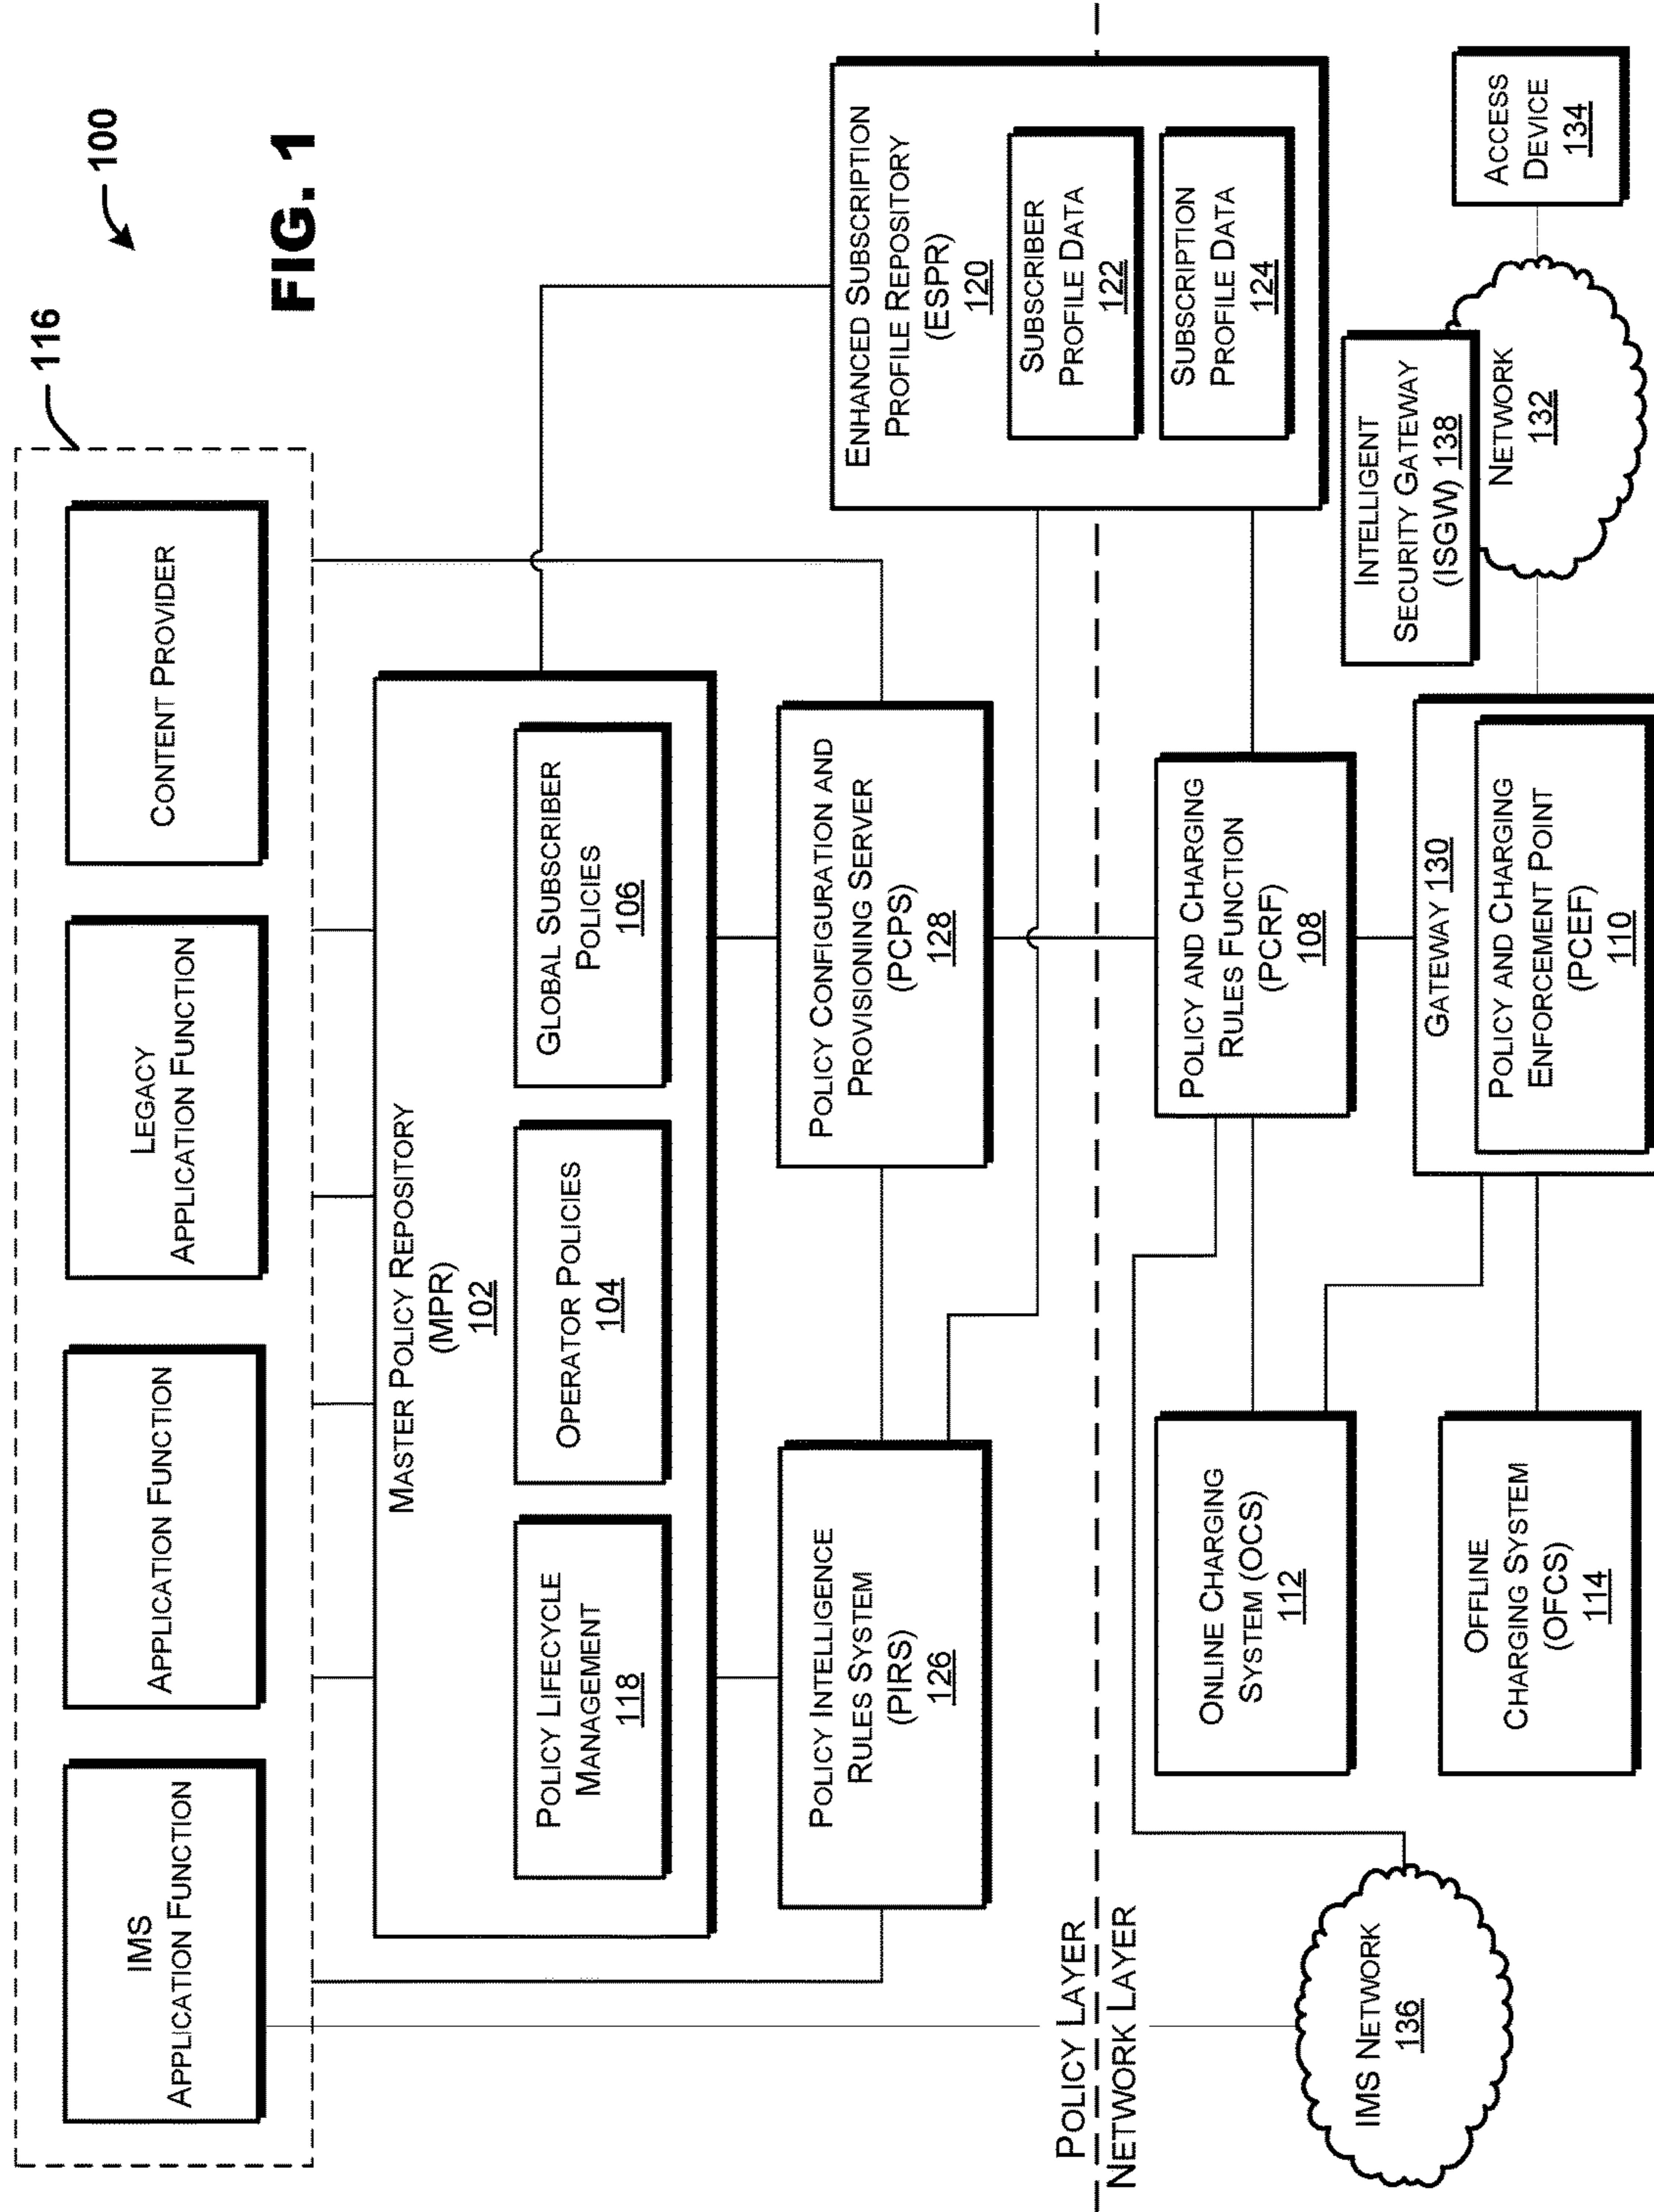 100
FIG. 1
116
IMS
APPLICATION FUNCTION
APPLICATION FUNCTION
LEGACY
APPLICATION FUNCTION
CONTENT PROVIDER
MASTER POLICY REPOSITORY
(MPR)
102
POLICY LIFECYCLE
MANAGEMENT
118
OPERATOR POLICIES
104
GLOBAL SUBSCRIBER
POLICIES
106
POLICY INTELLIGENCE
RULES SYSTEM
(PIRS)
126
POLICY CONFIGURATION AND
PROVISIONING SERVER
(PCPS)
128
ENHANCED SUBSCRIPTION
PROFILE REPOSITORY
(ESPR)
120
SUBSCRIBER
PROFILE DATA
122
SUBSCRIPTION
PROFILE DATA
124
POLICY LAYER
NETWORK LAYER
IMS NETWORK
136
ONLINE CHARGING
SYSTEM (OCS)
112
OFFLINE
CHARGING SYSTEM
(OFCS)
114
POLICY AND CHARGING
RULES FUNCTION
(PCRF)
108
GATEWAY 130
POLICY AND CHARGING
ENFORCEMENT POINT
(PCEF)
110
INTELLIGENT
SECURITY GATEWAY
(ISGW) 138
NETWORK
132
ACCESS
DEVICE
134